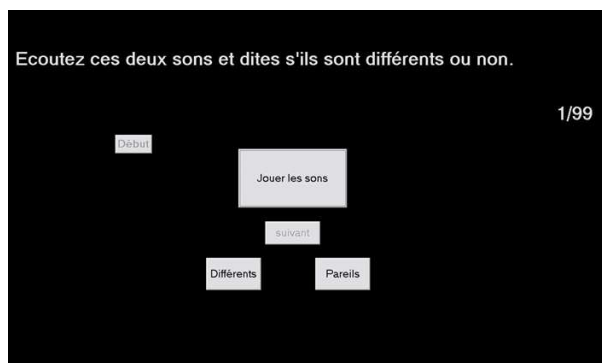 Ecoutez ces deux sons et dites s'ils sont différents ou non.
1/99
Début
Jouer les sons
suivant
Différents
Pareils